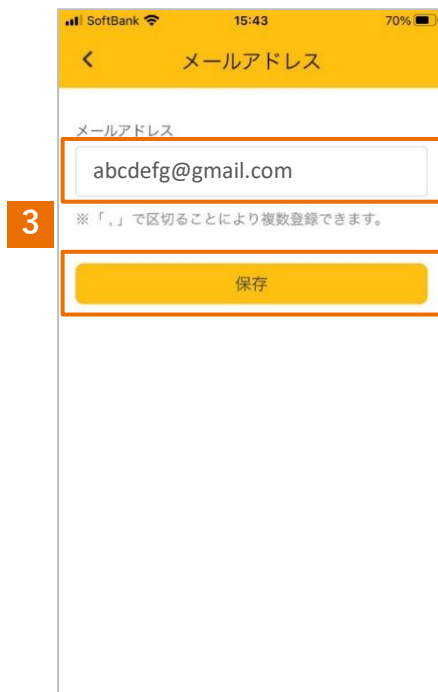 SoftBank 15:43 70%
メールアドレス
メールアドレス
abcdefg@gmail.com
3
※「 , 」で区切ることにより複数登録できます。
保存